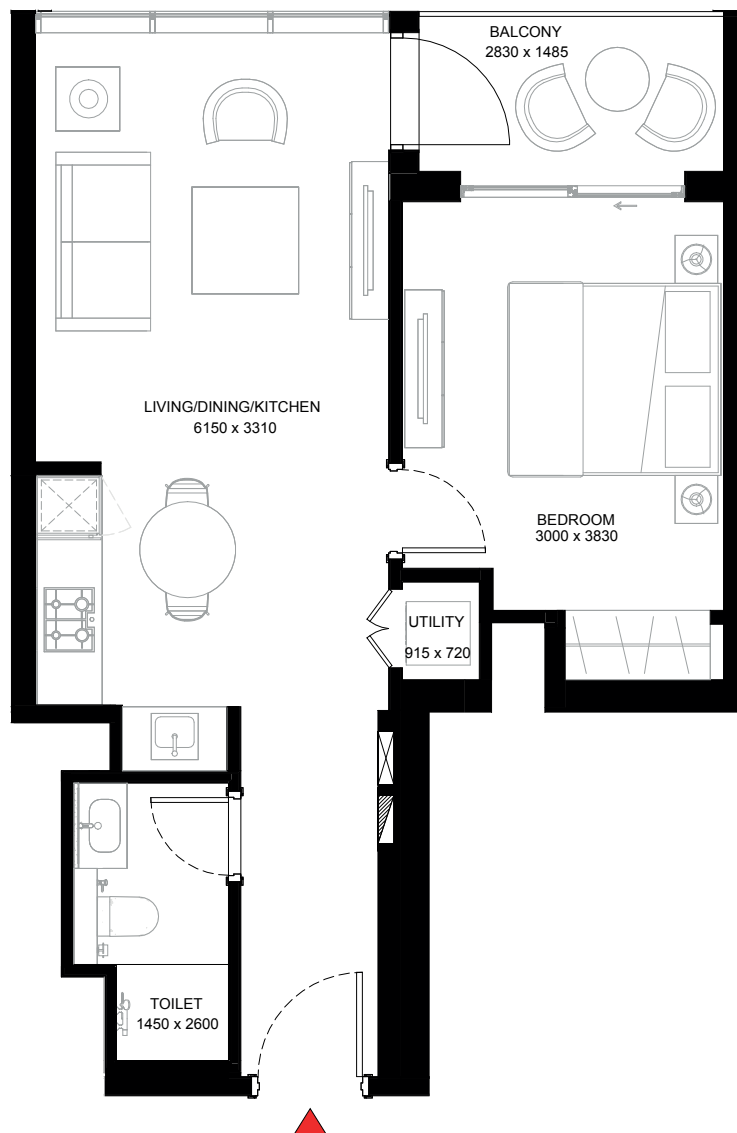 BALCONY
2830 x 1485
LIVING/DINING/KITCHEN
6150 x 3310
BEDROOM
3000 x 3830
UTILITY
915 x 720
TOILET
1450 x 2600